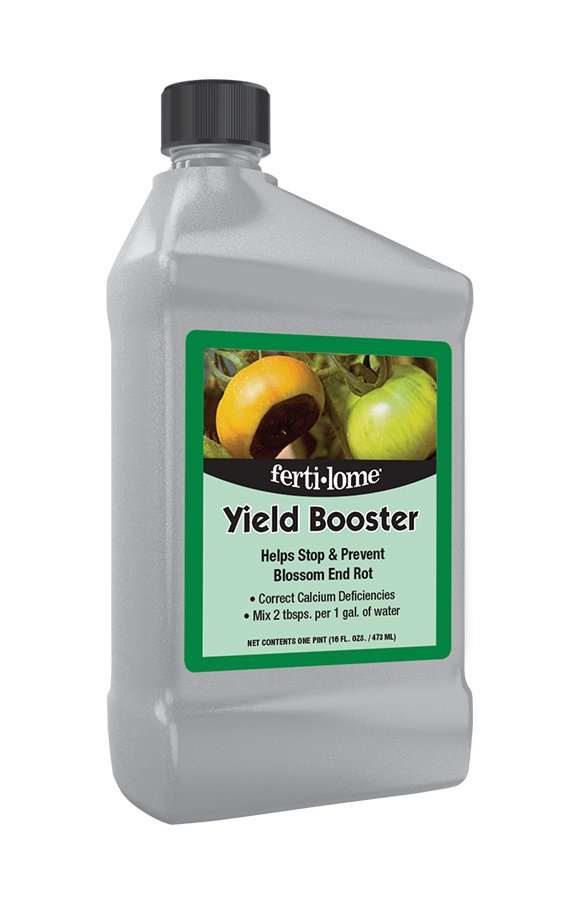 ferti•lome®
Yield Booster
Helps Stop & Prevent
Blossom End Rot
• Correct Calcium Deficiencies
• Mix 2 tbsps. per 1 gal. of water
NET CONTENTS ONE PINT (16 FL. OZS. / 473 ML)